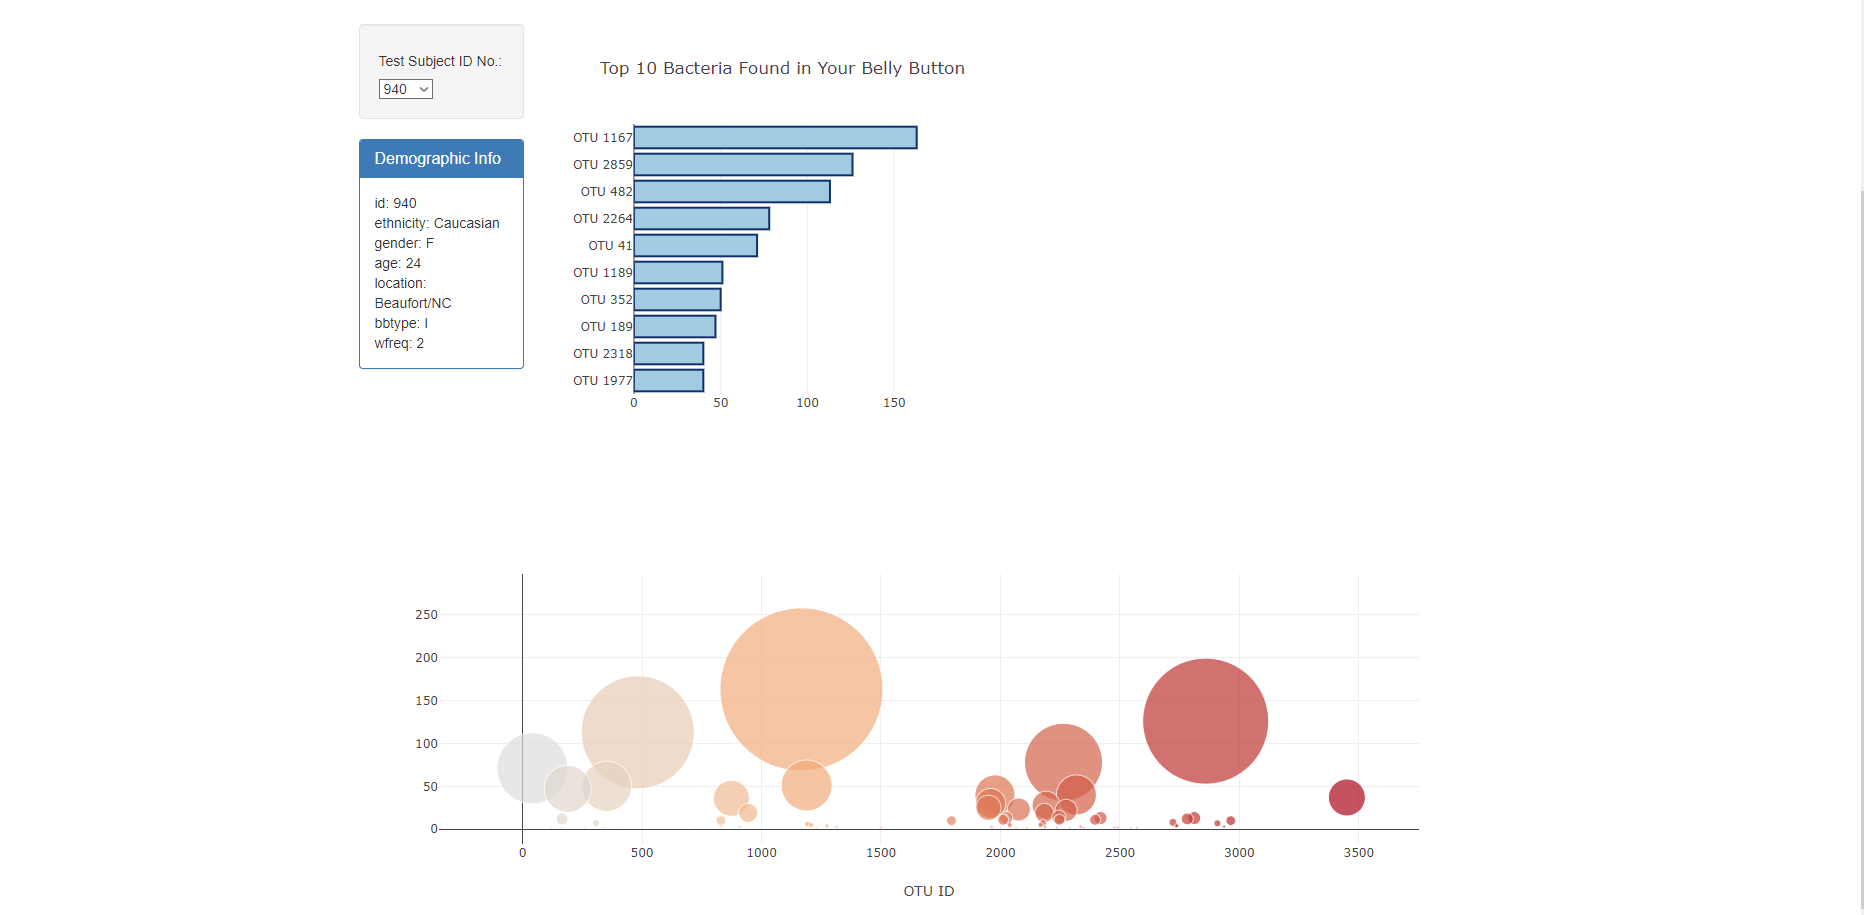 Test Subject ID No.:
940
Demographic Info
id: 940
ethnicity: Caucasian
gender: F
age: 24
location:
Beaufort/NC
bbtype: I
wfreq: 2
Top 10 Bacteria Found in Your Belly Button
OTU 1167
OTU 2859
OTU 482
OTU 2264
OTU 41
OTU 1189
OTU 352
OTU 189
OTU 2318
OTU 1977
0 50 100 150
250
200
150
100
50
0
0 500 1000 1500 2000 2500 3000 3500
OTU ID